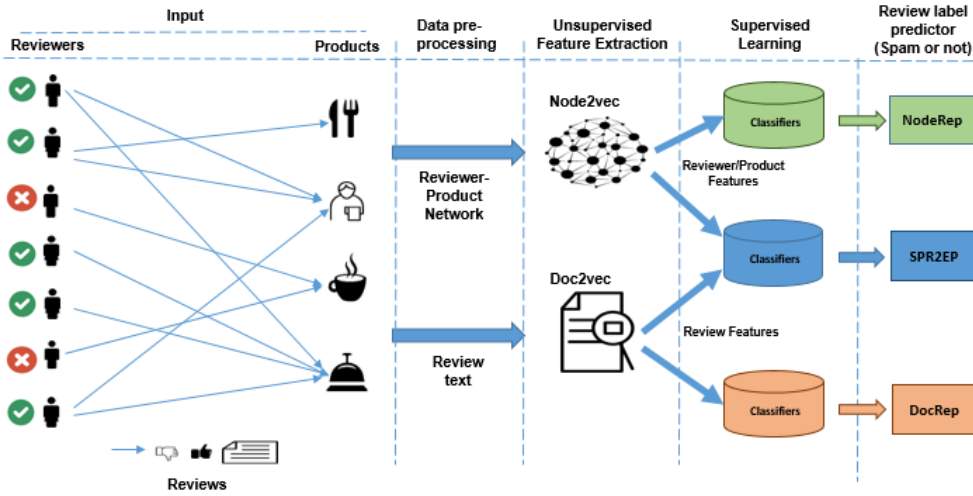 Input
Reviewers
Products
Data pre-
processing
Unsupervised
Feature Extraction
Supervised
Learning
Review label
predictor
(Spam or not)
Node2vec
Classifiers
NodeRep
Reviewer-
Product
Network
Reviewer/Product
Features
Doc2vec
Classifiers
SPR2EP
Review Features
Review
text
Classifiers
DocRep
Reviews